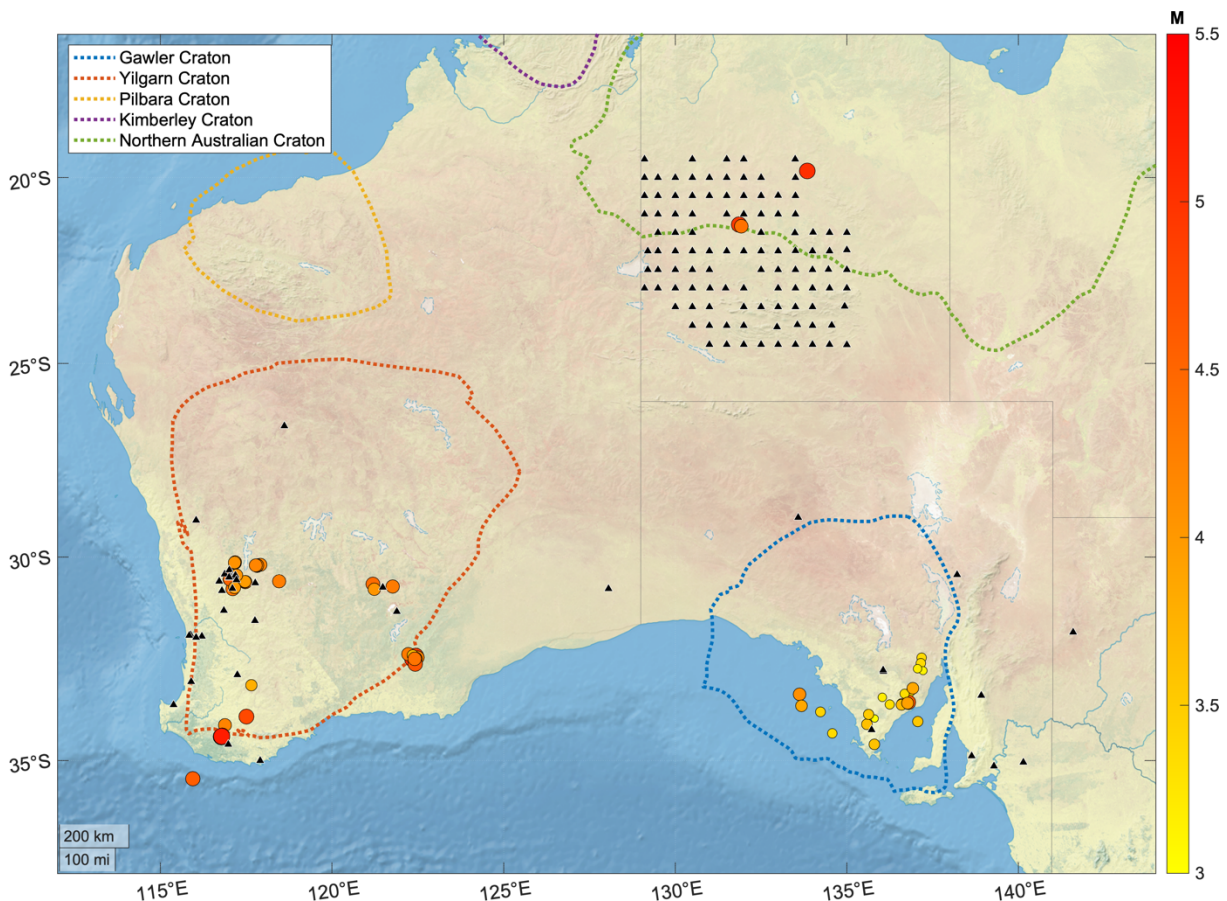 M
Gawler Craton
Yilgarn Craton
Pilbara Craton
Kimberley Craton
Northern Australian Craton
5.5
5
4.5
4
3.5
3
20°S
25°S
30°S
35°S
200 km
100 mi
115°E
120°E
125°E
130°E
135°E
140°E